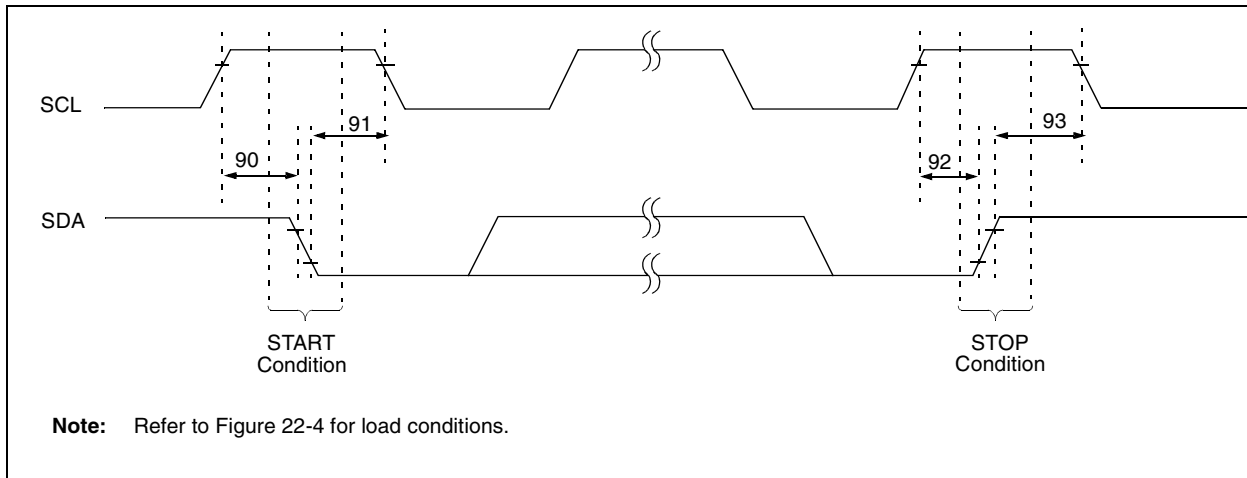 SCL
91
93
90
92
SDA
START
Condition
STOP
Condition
Note: Refer to Figure 22-4 for load conditions.